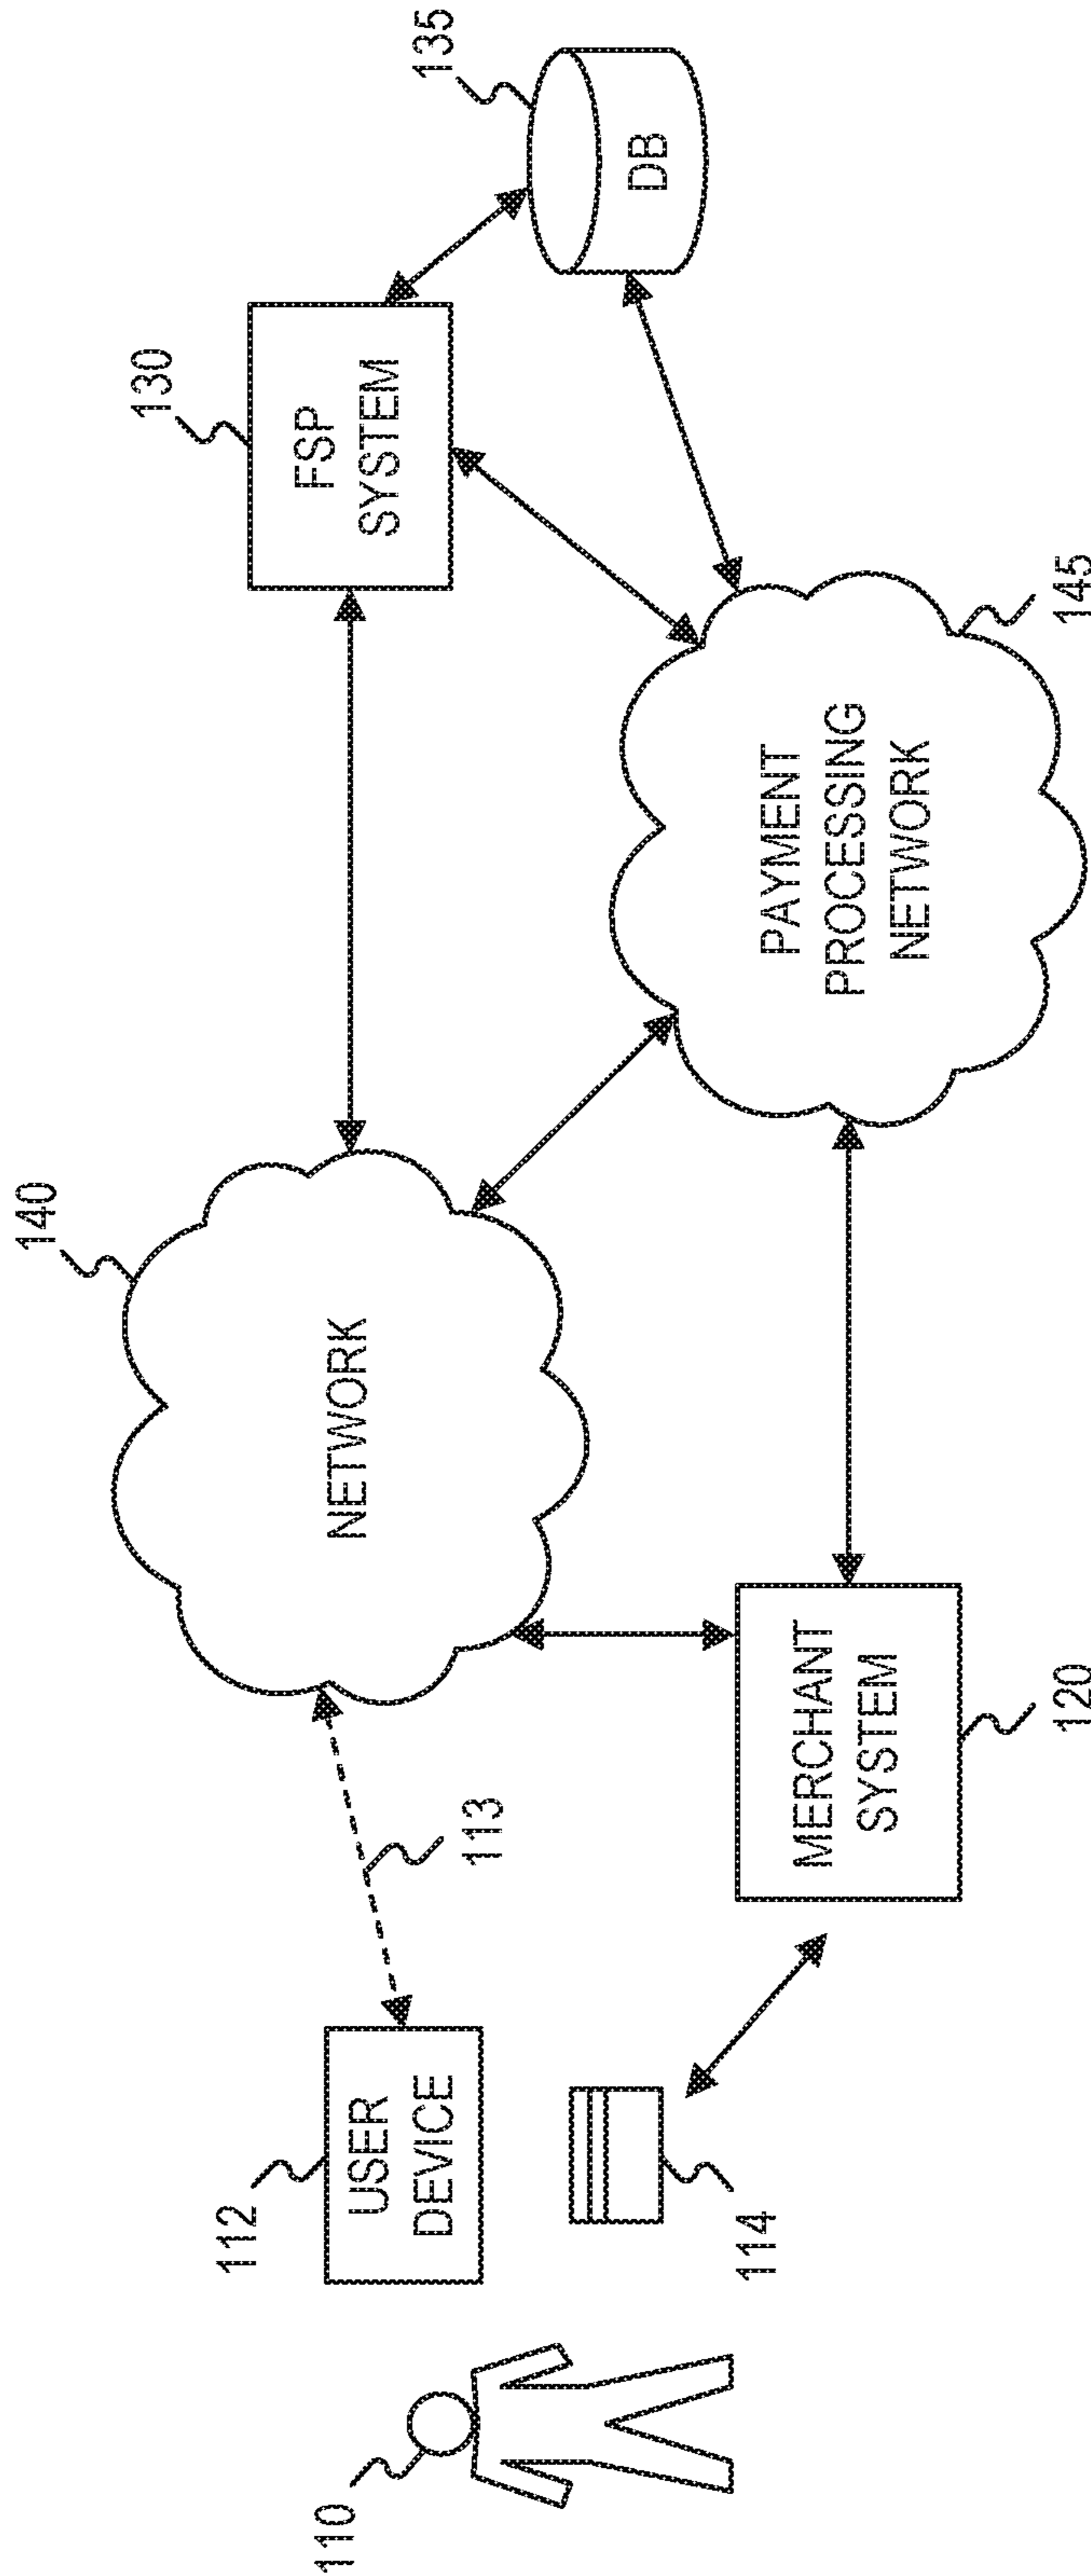 140
130
135
NETWORK
FSP
SYSTEM
DB
112
USER
DEVICE
113
110
114
MERCHANT
SYSTEM
120
PAYMENT
PROCESSING
NETWORK
145